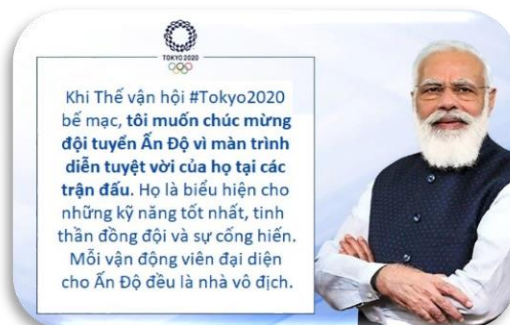 TOKYO 2020
Khi Thế vận hội #Tokyo2020
bế mạc, tôi muốn chúc mừng
đội tuyển Ấn Độ vì màn trình
diễn tuyệt vời của họ tại các
trận đấu. Họ là biểu hiện cho
những kỹ năng tốt nhất, tinh
thần đồng đội và sự cống hiến.
Mỗi vận động viên đại diện
cho Ấn Độ đều là nhà vô địch.